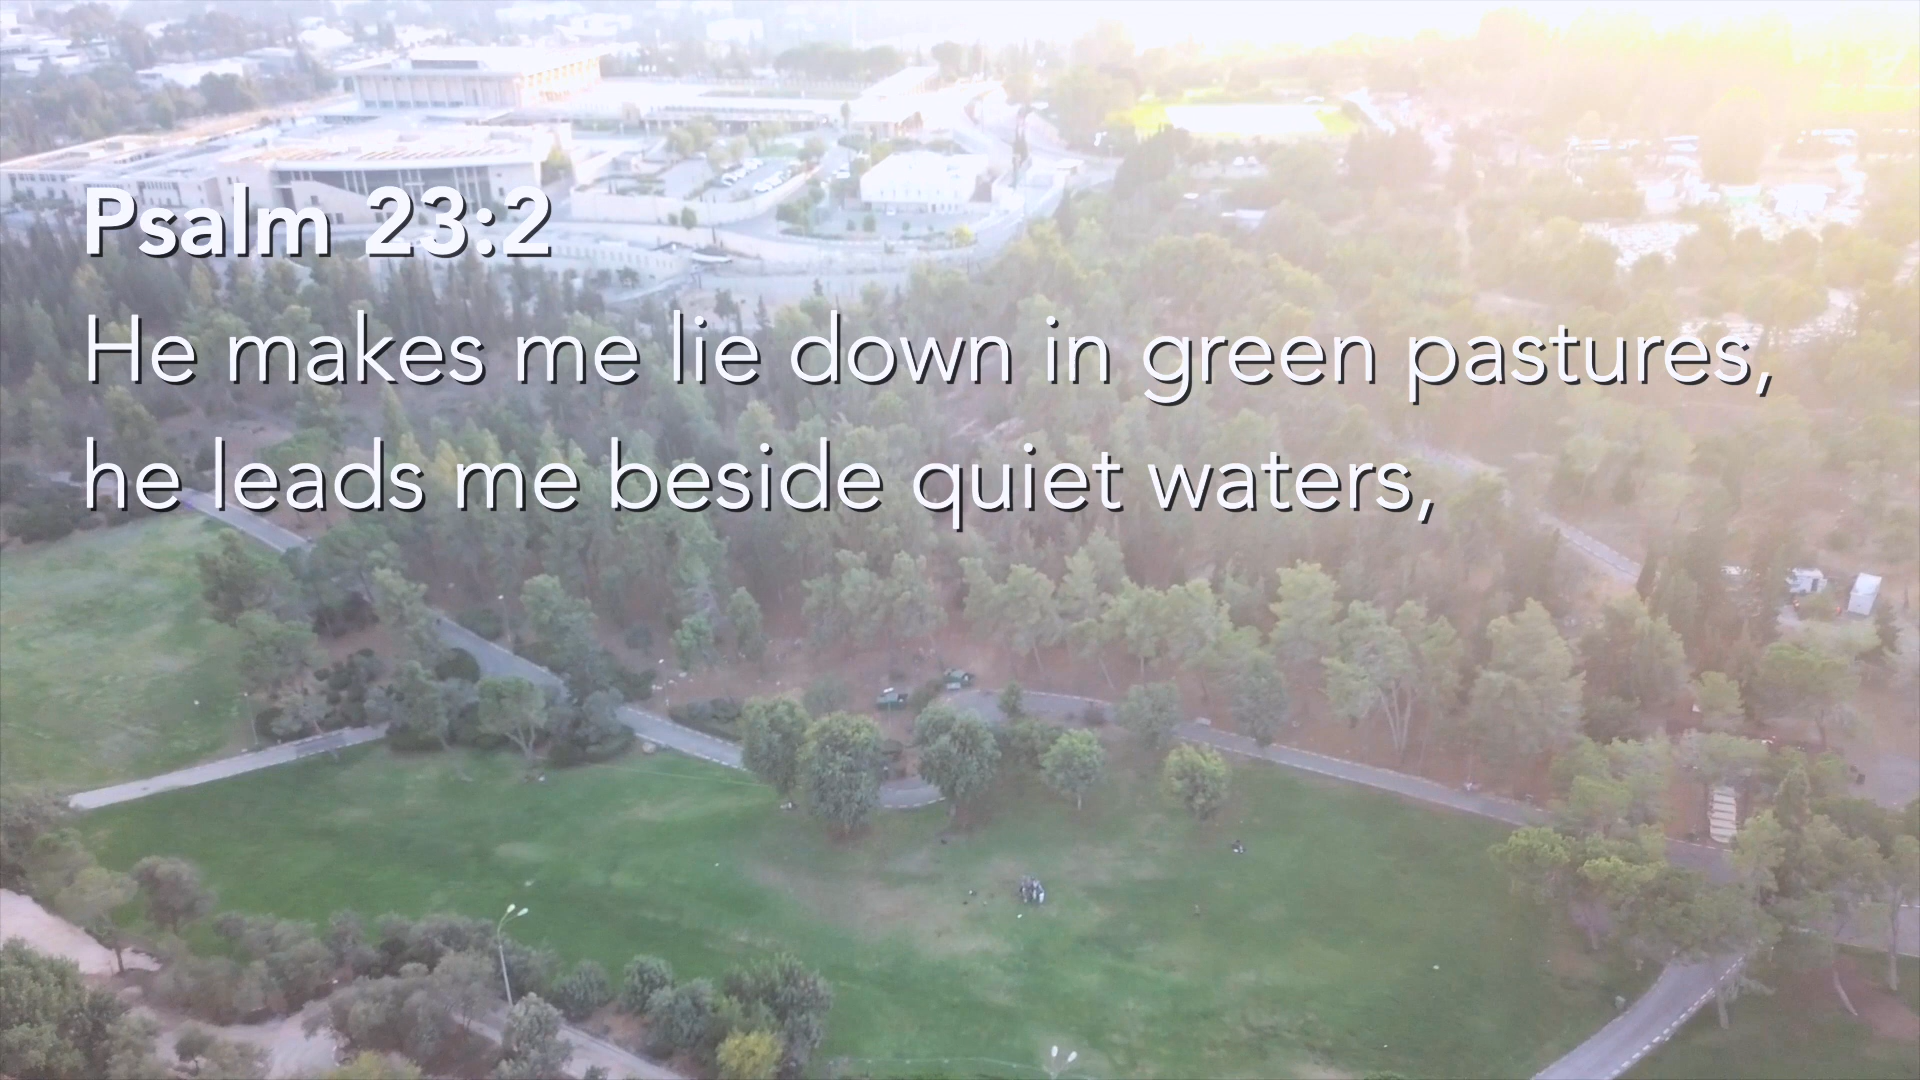 Psalm 23:2
He makes me lie down in green pastures,
he leads me beside quiet waters,